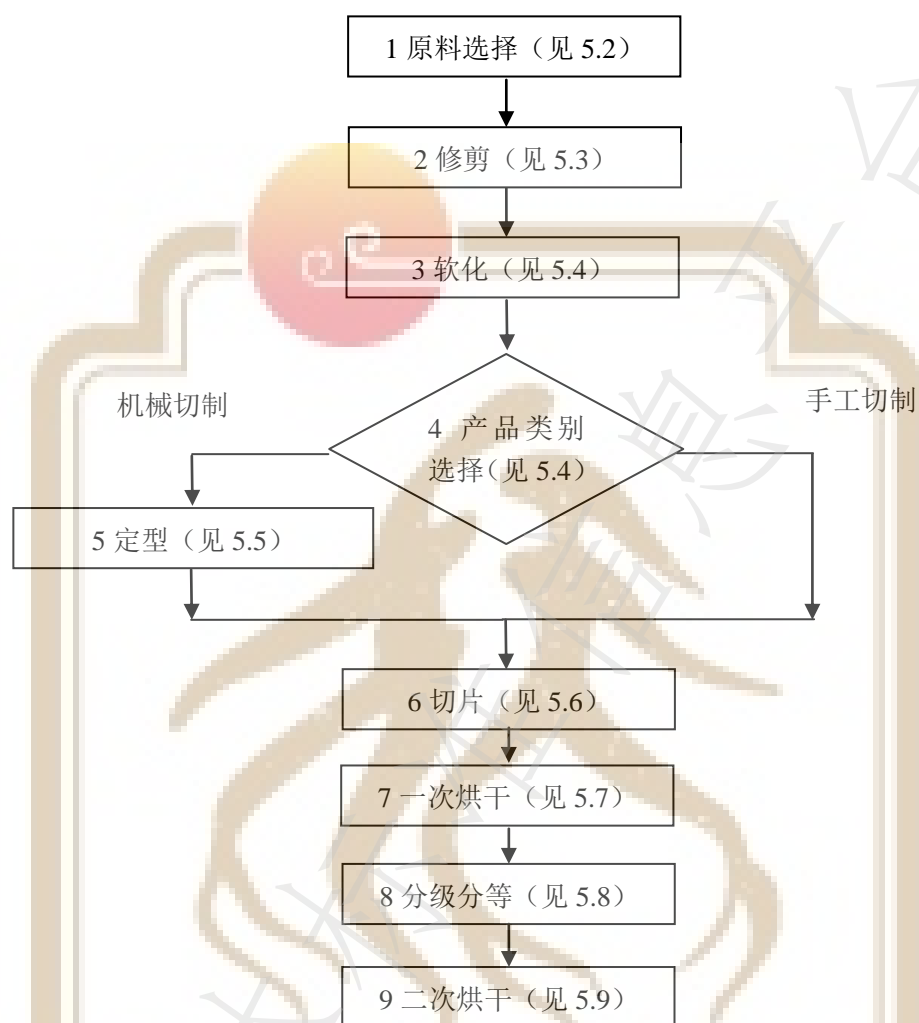 1 原料选择（见 5.2）
2 修剪（见 5.3）
3 软化（见 5.4）
机械切制
手工切制
4 产品类别
选择（见 5.4）
5 定型（见 5.5）
6 切片（见 5.6）
7 一次烘干（见 5.7）
8 分级分等（见 5.8）
9 二次烘干（见 5.9）